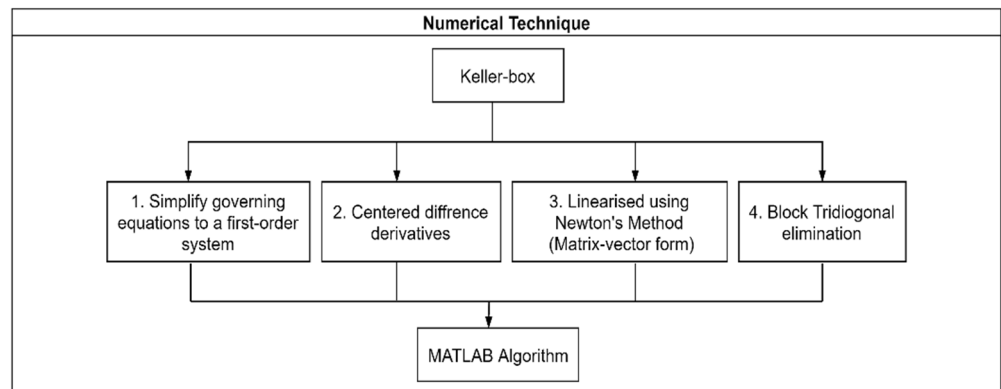 Numerical Technique
Keller-box
1. Simplify governing
equations to a first-order
system
2. Centered diffrence
derivatives
3. Linearised using
Newton's Method
(Matrix-vector form)
4. Block Tridiogonal
elimination
MATLAB Algorithm